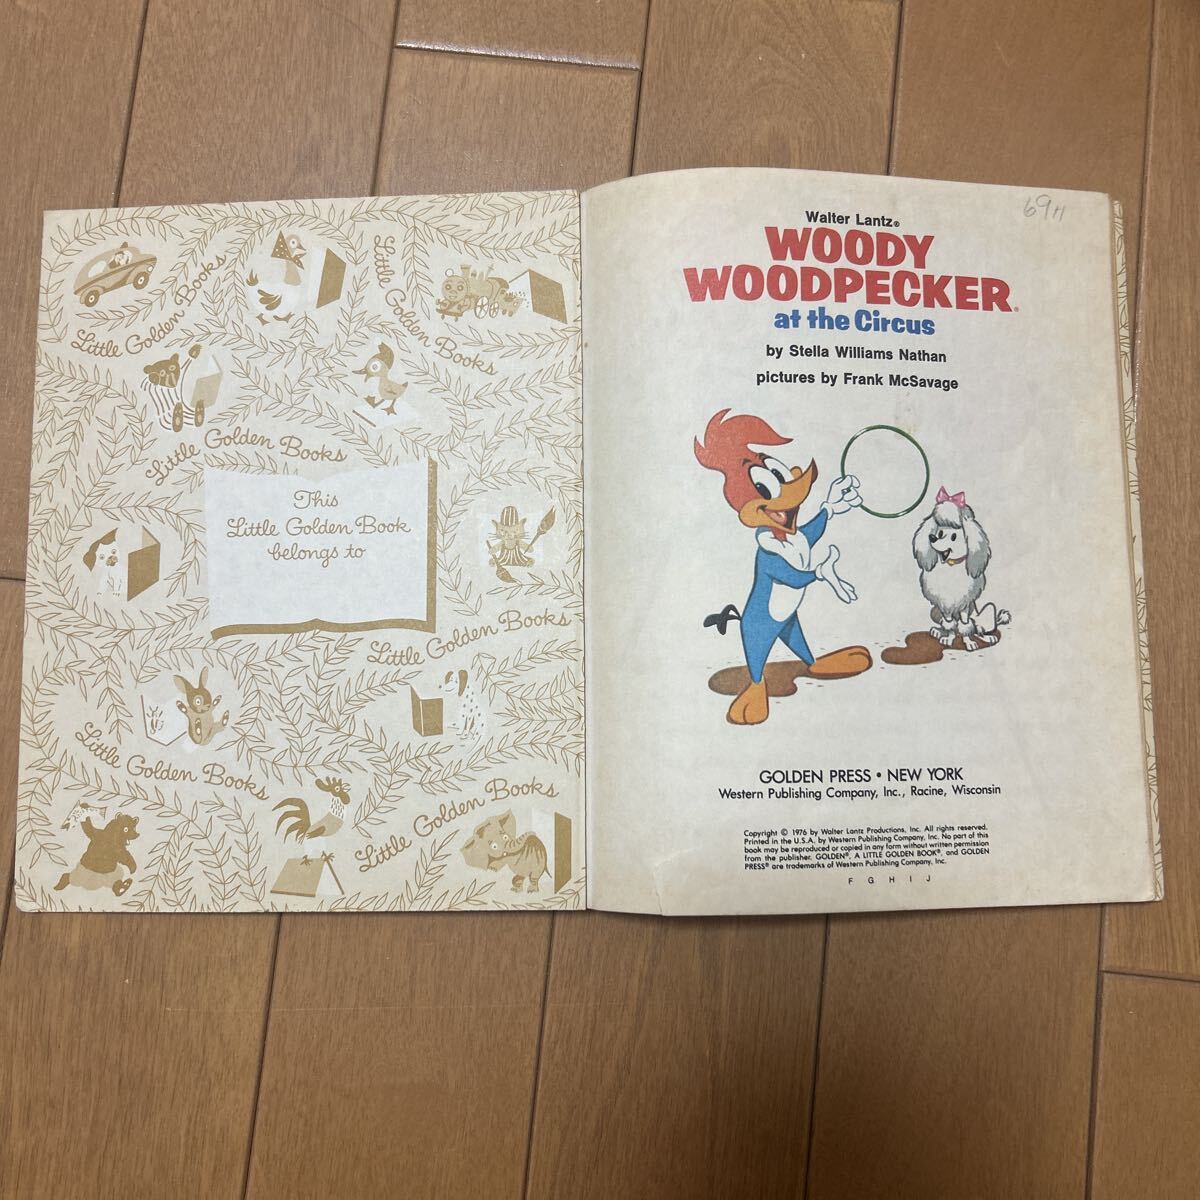 Little Golden Books
Little Golden Books
Little Golden Books
This
Little Golden Book
belongs to
Little Golden Books
Little Golden Books
Little Golden Books
69H
Walter Lantz®
WOODY
WOODPECKER®
at the Circus
by Stella Williams Nathan
pictures by Frank McSavage
GOLDEN PRESS • NEW YORK
Western Publishing Company, Inc., Racine, Wisconsin
Copyright © 1976 by Walter Lantz Productions, Inc. All rights reserved.
Printed in the U.S.A. by Western Publishing Company, Inc. No part of this
book may be reproduced or copied in any form without written permission
from the publisher. GOLDEN®, A LITTLE GOLDEN BOOK®, and GOLDEN
PRESS® are trademarks of Western Publishing Company, Inc.
F G H I J